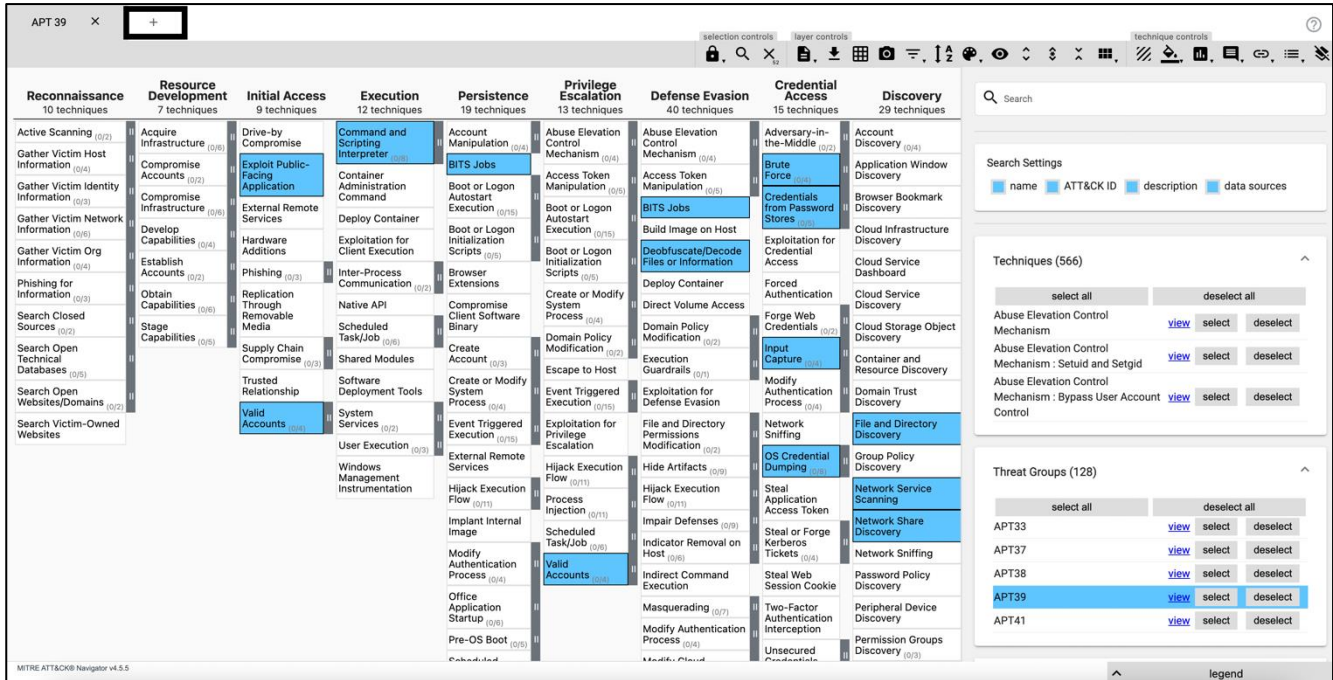 APT 39 × +
selection controls layer controls technique controls
52
Reconnaissance
10 techniques
Active Scanning (0/2)
Gather Victim Host
Information (0/4)
Gather Victim Identity
Information (0/3)
Gather Victim Network
Information (0/6)
Gather Victim Org
Information (0/4)
Phishing for
Information (0/3)
Search Closed
Sources (0/2)
Search Open
Technical
Databases (0/5)
Search Open
Websites/Domains (0/2)
Search Victim-Owned
Websites
Resource
Development
7 techniques
Acquire
Infrastructure (0/6)
Compromise
Accounts (0/2)
Compromise
Infrastructure (0/6)
Develop
Capabilities (0/4)
Establish
Accounts (0/2)
Obtain
Capabilities (0/6)
Stage
Capabilities (0/5)
Initial Access
9 techniques
Drive-by
Compromise
Exploit Public-
Facing
Application
External Remote
Services
Hardware
Additions
Phishing (0/3)
Replication
Through
Removable
Media
Supply Chain
Compromise (0/3)
Trusted
Relationship
Valid
Accounts (0/4)
Execution
12 techniques
Command and
Scripting
Interpreter (0/8)
Container
Administration
Command
Deploy Container
Exploitation for
Client Execution
Inter-Process
Communication (0/2)
Native API
Scheduled
Task/Job (0/6)
Shared Modules
Software
Deployment Tools
System
Services (0/2)
User Execution (0/3)
Windows
Management
Instrumentation
Persistence
19 techniques
Account
Manipulation (0/4)
BITS Jobs
Boot or Logon
Autostart
Execution (0/15)
Boot or Logon
Initialization
Scripts (0/5)
Browser
Extensions
Compromise
Client Software
Binary
Create
Account (0/3)
Create or Modify
System
Process (0/4)
Event Triggered
Execution (0/15)
External Remote
Services
Hijack Execution
Flow (0/11)
Implant Internal
Image
Modify
Authentication
Process (0/4)
Office
Application
Startup (0/6)
Pre-OS Boot (0/5)
Scheduled
Privilege
Escalation
13 techniques
Abuse Elevation
Control
Mechanism (0/4)
Access Token
Manipulation (0/5)
Boot or Logon
Autostart
Execution (0/15)
Boot or Logon
Initialization
Scripts (0/5)
Create or Modify
System
Process (0/4)
Domain Policy
Modification (0/2)
Escape to Host
Event Triggered
Execution (0/15)
Exploitation for
Privilege
Escalation
Hijack Execution
Flow (0/11)
Process
Injection (0/11)
Scheduled
Task/Job (0/6)
Valid
Accounts (0/4)
Defense Evasion
40 techniques
Abuse Elevation
Control
Mechanism (0/4)
Access Token
Manipulation (0/5)
BITS Jobs
Build Image on Host
Deobfuscate/Decode
Files or Information
Deploy Container
Direct Volume Access
Domain Policy
Modification (0/2)
Execution
Guardrails (0/1)
Exploitation for
Defense Evasion
File and Directory
Permissions
Modification (0/2)
Hide Artifacts (0/9)
Hijack Execution
Flow (0/11)
Impair Defenses (0/9)
Indicator Removal on
Host (0/6)
Indirect Command
Execution
Masquerading (0/7)
Modify Authentication
Process (0/4)
Modify Cloud
Credential
Access
15 techniques
Adversary-in-
the-Middle (0/2)
Brute
Force (0/4)
Credentials
from Password
Stores (0/5)
Exploitation for
Credential
Access
Forced
Authentication
Forge Web
Credentials (0/2)
Input
Capture (0/4)
Modify
Authentication
Process (0/4)
Network
Sniffing
OS Credential
Dumping (0/8)
Steal
Application
Access Token
Steal or Forge
Kerberos
Tickets (0/4)
Steal Web
Session Cookie
Two-Factor
Authentication
Interception
Unsecured
Credentials
Discovery
29 techniques
Account
Discovery (0/4)
Application Window
Discovery
Browser Bookmark
Discovery
Cloud Infrastructure
Discovery
Cloud Service
Dashboard
Cloud Service
Discovery
Cloud Storage Object
Discovery
Container and
Resource Discovery
Domain Trust
Discovery
File and Directory
Discovery
Group Policy
Discovery
Network Service
Scanning
Network Share
Discovery
Network Sniffing
Password Policy
Discovery
Peripheral Device
Discovery
Permission Groups
Discovery (0/3)
Search
Search Settings
name ATT&CK ID description data sources
Techniques (566)
select all deselect all
Abuse Elevation Control
Mechanism view select deselect
Abuse Elevation Control
Mechanism : Setuid and Setgid view select deselect
Abuse Elevation Control
Mechanism : Bypass User Account view select deselect
Control
Threat Groups (128)
select all deselect all
APT33 view select deselect
APT37 view select deselect
APT38 view select deselect
APT39 view select deselect
APT41 view select deselect
MITRE ATT&CK® Navigator v4.5.5
legend